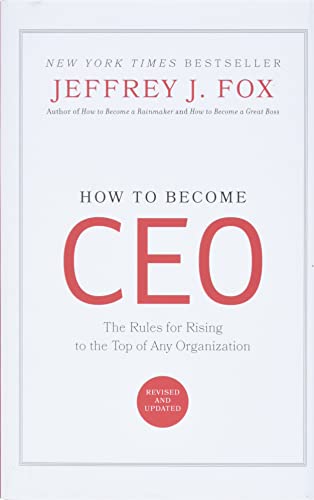 NEW YORK TIMES BESTSELLER
JEFFREY J. FOX
Author of How to Become a Rainmaker and How to Become a Great Boss
HOW TO BECOME
CEO
The Rules for Rising
to the Top of Any Organization
REVISED
AND
UPDATED